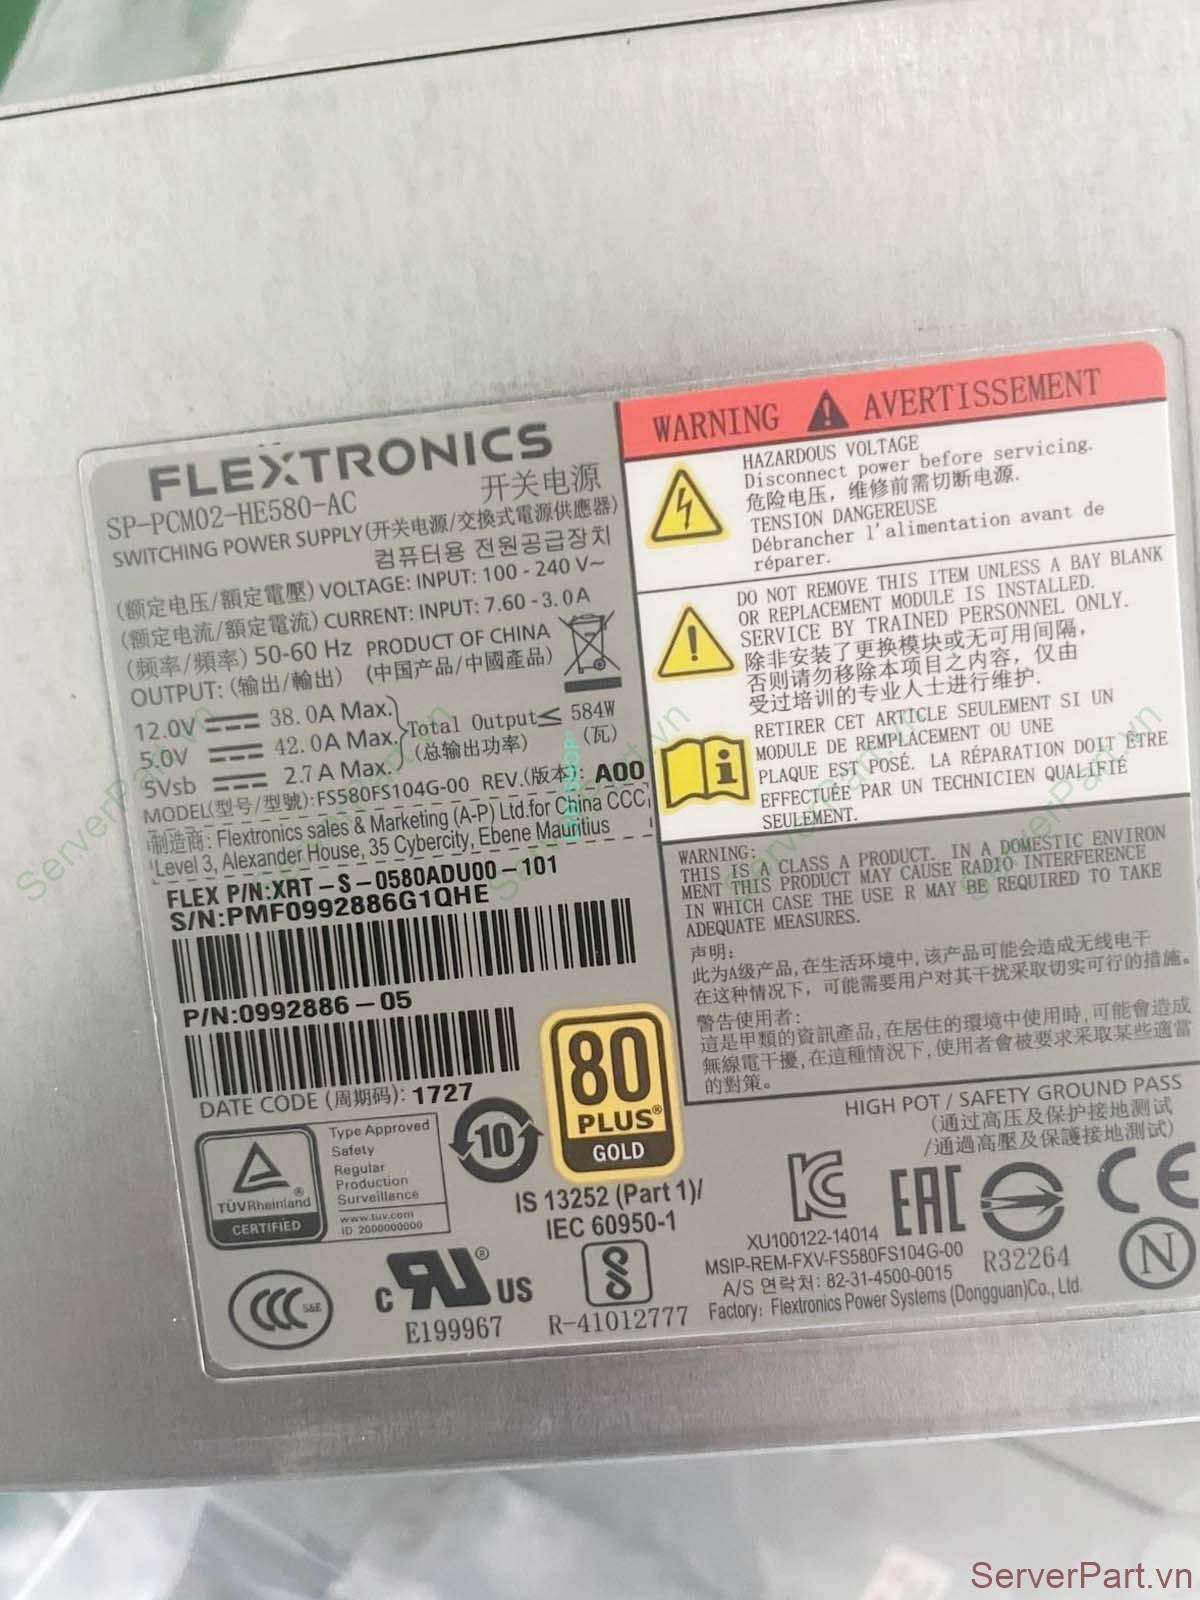 FLEXTRONICS
SP-PCM02-HE580-AC 开关电源
SWITCHING POWER SUPPLY(开关电源/交換式電源供應器)
컴퓨터용 전원공급장치
(额定电压/額定電壓) VOLTAGE: INPUT: 100 - 240 V~
(额定电流/額定電流) CURRENT: INPUT: 7.60 - 3.0A
(频率/頻率) 50-60 Hz PRODUCT OF CHINA
OUTPUT: (输出/輸出) (中国产品/中國產品)
12.0V 38.0A Max.
5.0V 42.0A Max.
5Vsb 2.7A Max.
Total Output≤ 584W
(总输出功率) (瓦)
MODEL(型号/型號):FS580FS104G-00 REV.(版本): A00
制造商: Flextronics sales & Marketing (A-P) Ltd.for China CCC,
Level 3, Alexander House, 35 Cybercity, Ebene Mauritius
FLEX P/N:XRT-S-0580ADU00-101
S/N:PMF0992886G1QHE
P/N:0992886-05
DATE CODE (周期码): 1727
WARNING AVERTISSEMENT
HAZARDOUS VOLTAGE
Disconnect power before servicing.
危险电压，维修前需切断电源.
TENSION DANGEREUSE
Débrancher l'alimentation avant de
réparer.
DO NOT REMOVE THIS ITEM UNLESS A BAY BLANK
OR REPLACEMENT MODULE IS INSTALLED.
SERVICE BY TRAINED PERSONNEL ONLY.
除非安装了更换模块或无可用间隔，
否则请勿移除本项目之内容，仅由
受过培训的专业人士进行维护.
RETIRER CET ARTICLE SEULEMENT SI UN
MODULE DE REMPLACEMENT OU UNE
PLAQUE EST POSÉ. LA RÉPARATION DOIT ÊTRE
EFFECTUÉE PAR UN TECHNICIEN QUALIFIÉ
SEULEMENT.
WARNING:
THIS IS A CLASS A PRODUCT. IN A DOMESTIC ENVIRON
MENT THIS PRODUCT MAY CAUSE RADIO INTERFERENCE
IN WHICH CASE THE USE R MAY BE REQUIRED TO TAKE
ADEQUATE MEASURES.
声明:
此为A级产品,在生活环境中,该产品可能会造成无线电干
在这种情况下，可能需要用户对其干扰采取切实可行的措施。
警告使用者:
這是甲類的資訊產品,在居住的環境中使用時,可能會造成
無線電干擾,在這種情況下,使用者會被要求采取某些適當
的對策。
HIGH POT / SAFETY GROUND PASS
(通过高压及保护接地测试
/通過高壓及保護接地測試)
TÜVRheinland®
CERTIFIED
Type Approved
Safety
Regular
Production
Surveillance
www.tuv.com
ID 2000000000
10
80
PLUS®
GOLD
IS 13252 (Part 1)/
IEC 60950-1
CCC S&E
c RU® US
E199967
R-41012777
KC EAC CE
XU100122-14014
MSIP-REM-FXV-FS580FS104G-00 R32264 N
A/S 연락처: 82-31-4500-0015
Factory: Flextronics Power Systems (Dongguan)Co., Ltd.
ServerPart.vn
ServerPart.vn
ServerPart.vn
ServerPart.vn